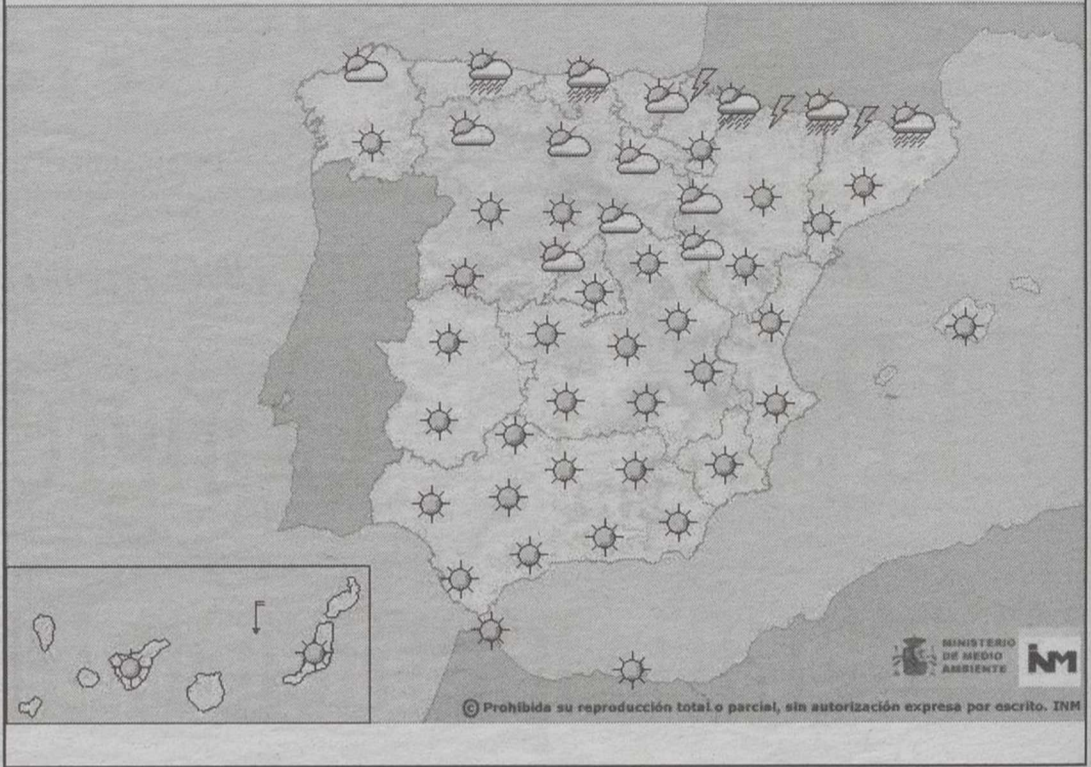 MINISTERIO
DE MEDIO
AMBIENTE
INM
© Prohibida su reproducción total o parcial, sin autorización expresa por escrito. INM